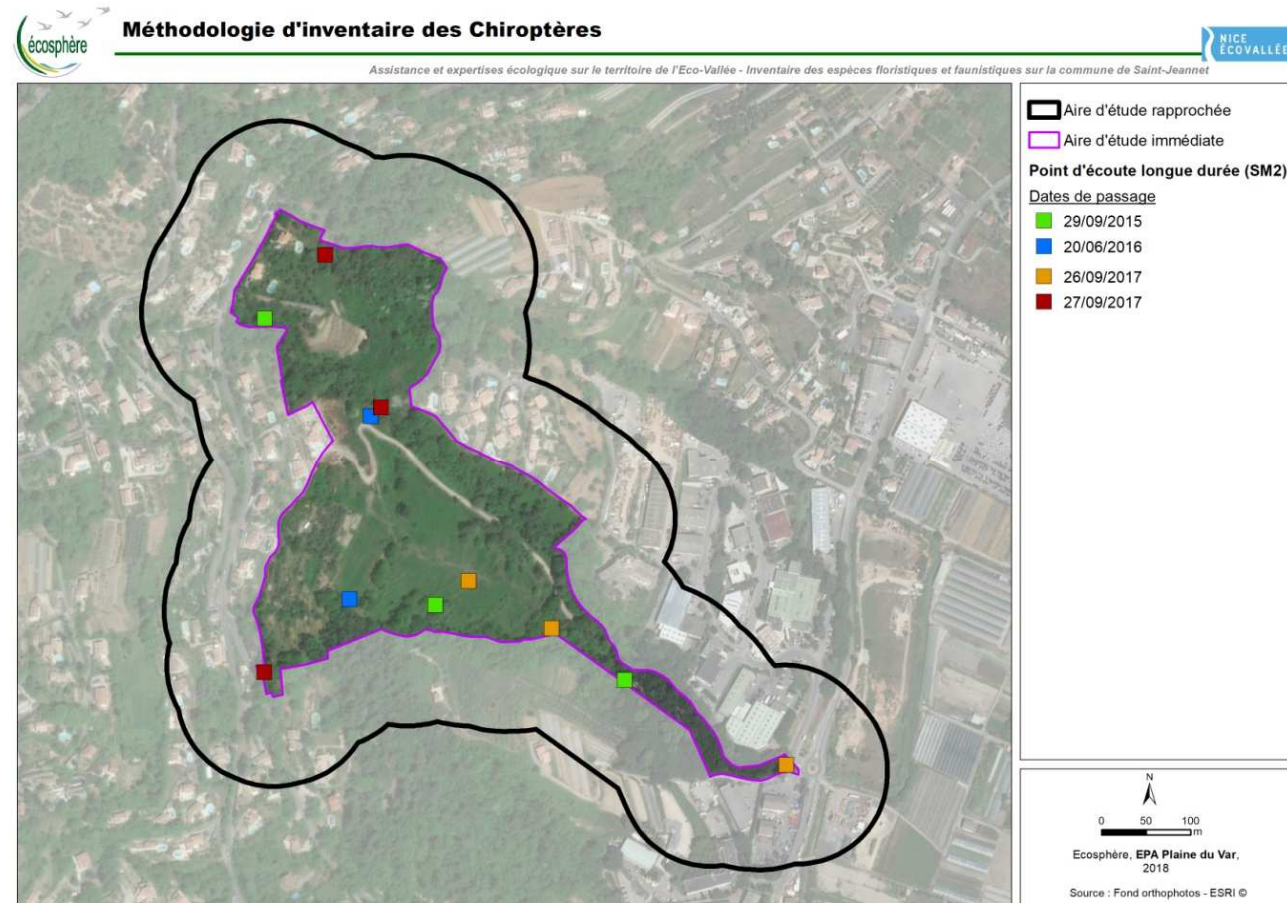 écosphère
Méthodologie d'inventaire des Chiroptères
NICE
ÉCOVALLÉE
Assistance et expertises écologique sur le territoire de l'Eco-Vallée - Inventaire des espèces floristiques et faunistiques sur la commune de Saint-Jeannet
Aire d'étude rapprochée
Aire d'étude immédiate
Point d'écoute longue durée (SM2)
Dates de passage
29/09/2015
20/06/2016
26/09/2017
27/09/2017
N
0 50 100
m
Ecosphère, EPA Plaine du Var,
2018
Source : Fond orthophotos - ESRI ©